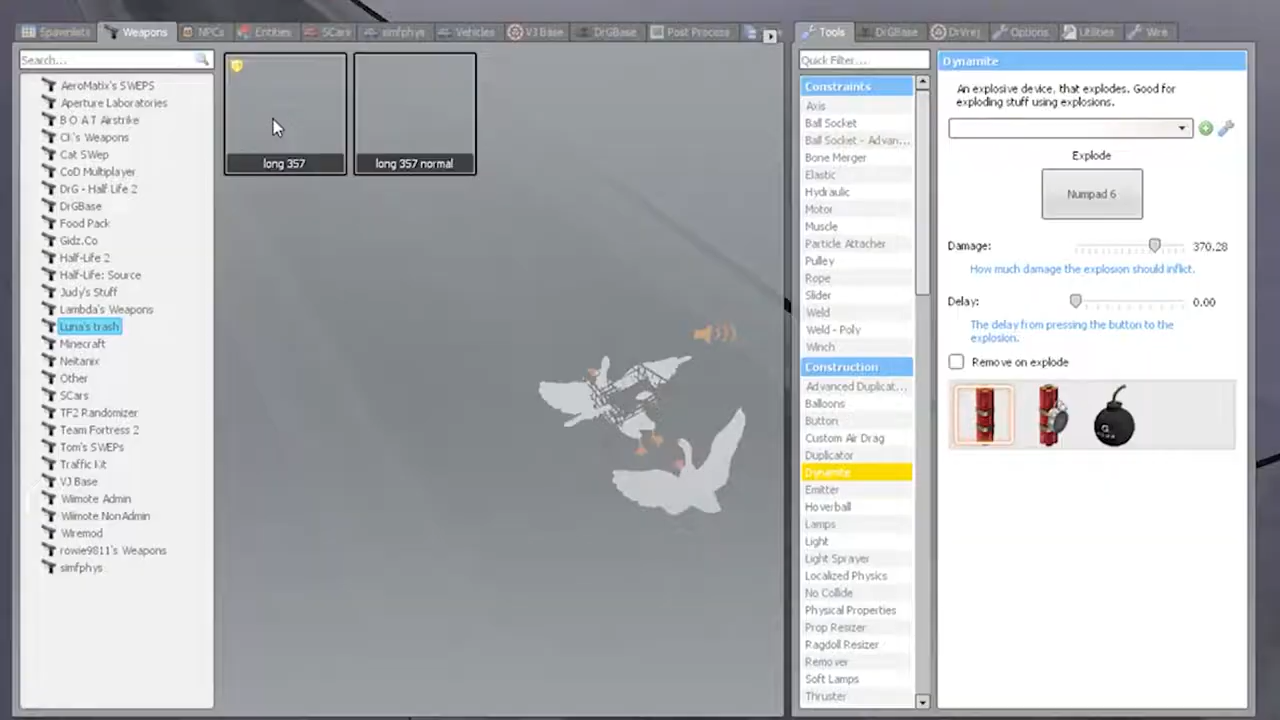 Spawnlists Weapons NPCs Entities SCars simfphys Vehicles VJ Base DrGBase Post Process
Search...
AeroMatix's SWEPS
Aperture Laboratories
B O A T Airstrike
CJ's Weapons
Cat SWep
CoD Multiplayer
DrG - Half Life 2
DrGBase
Food Pack
Gidz.Co
Half-Life 2
Half-Life: Source
Judy's Stuff
Lambda's Weapons
Luna's trash
Minecraft
Neitanix
Other
SCars
TF2 Randomizer
Team Fortress 2
Tom's SWEPs
Traffic Kit
VJ Base
Wiimote Admin
Wiimote NonAdmin
Wiremod
rowie9811's Weapons
simfphys
long 357
long 357 normal
Tools DrGBase DrVrej Options Utilities Wire
Quick Filter...
Constraints
Axis
Ball Socket
Ball Socket - Advan...
Bone Merger
Elastic
Hydraulic
Motor
Muscle
Particle Attacher
Pulley
Rope
Slider
Weld
Weld - Poly
Winch
Construction
Advanced Duplicat...
Balloons
Button
Custom Air Drag
Duplicator
Dynamite
Emitter
Hoverball
Lamps
Light
Light Sprayer
Localized Physics
No Collide
Physical Properties
Prop Resizer
Ragdoll Resizer
Remover
Soft Lamps
Thruster
Dynamite
An explosive device, that explodes. Good for
exploding stuff using explosions.
Explode
Numpad 6
Damage: 370.28
How much damage the explosion should inflict.
Delay: 0.00
The delay from pressing the button to the
explosion.
Remove on explode